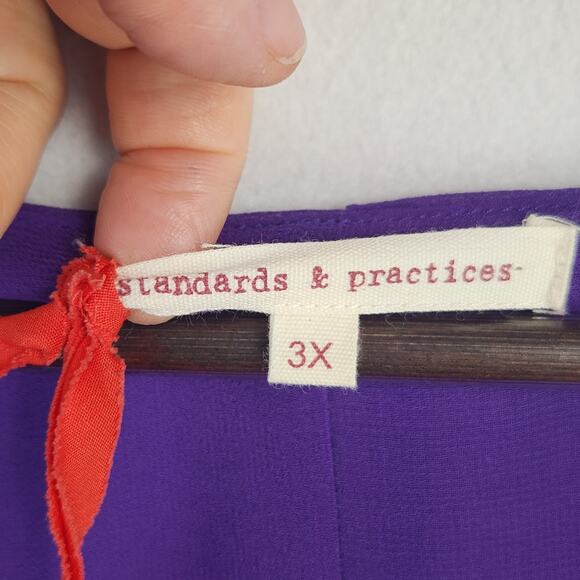 standards & practices-
3X